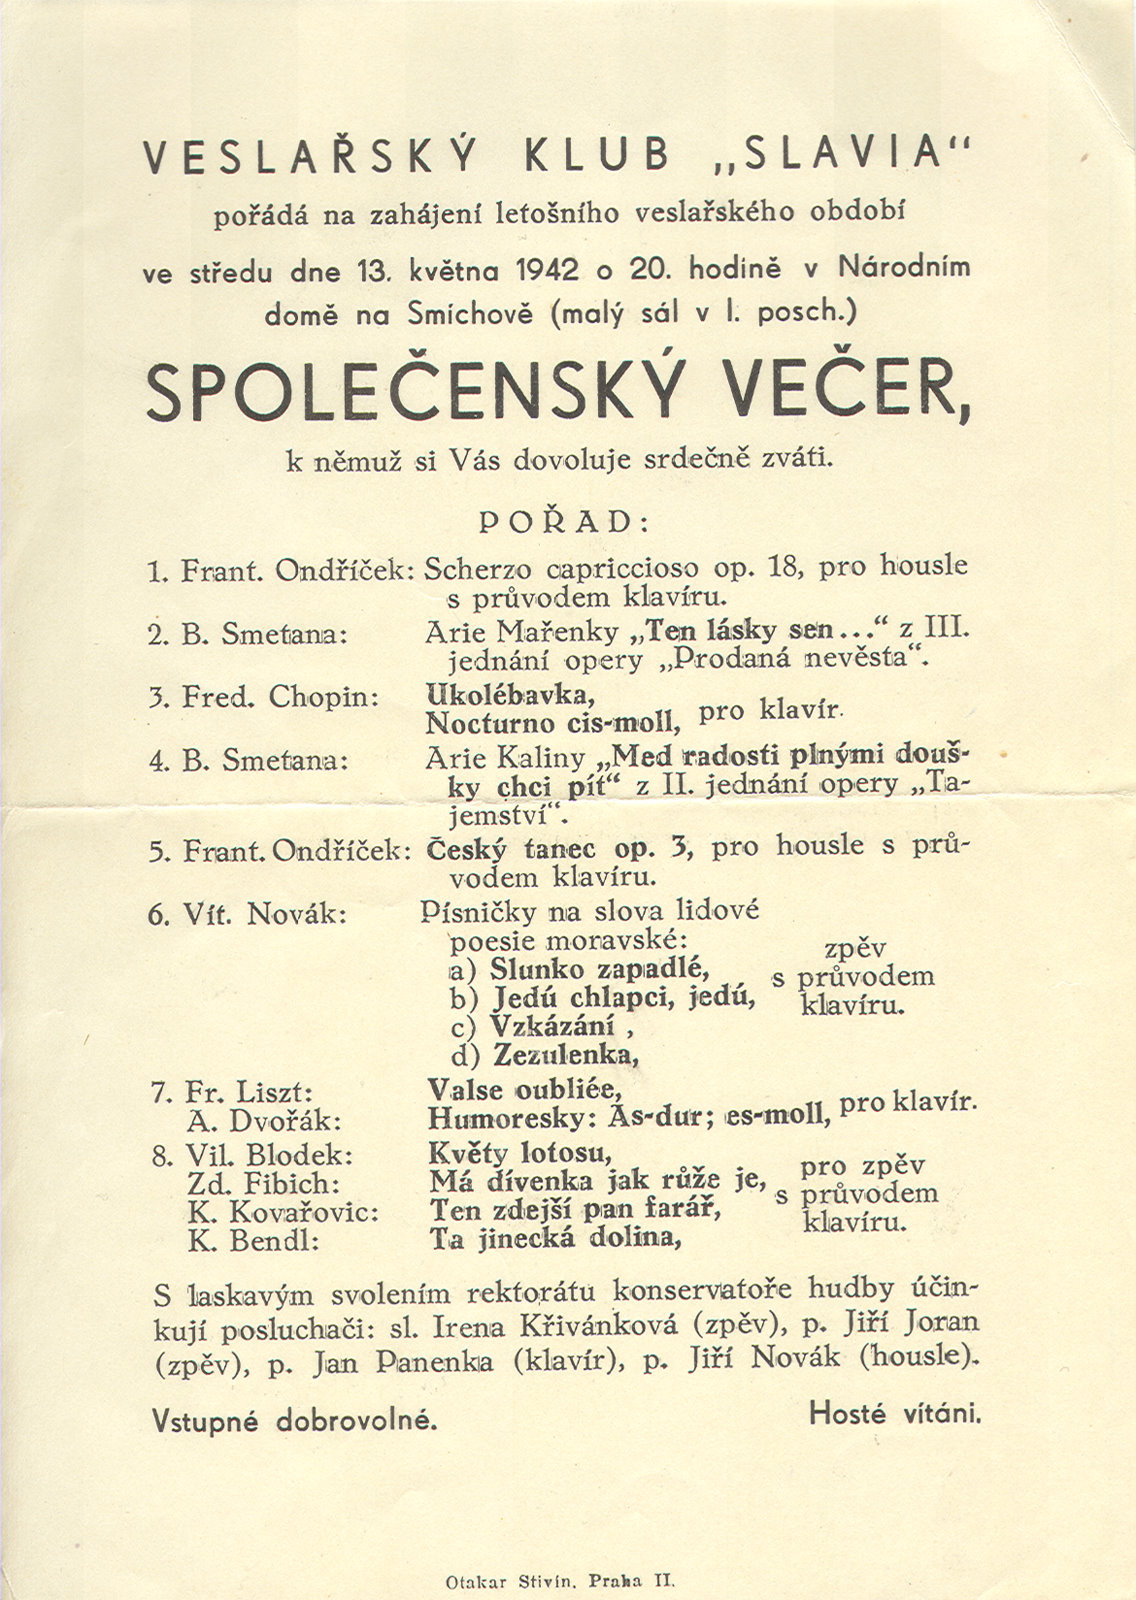 VESLAŘSKÝ KLUB „SLAVIA“
pořádá na zahájení letošního veslařského období
ve středu dne 13. května 1942 o 20. hodině v Národním
domě na Smíchově (malý sál v I. posch.)
SPOLEČENSKÝ VEČER,
k němuž si Vás dovoluje srdečně zváti.
POŘAD:
1. Frant. Ondříček: Scherzo capriccioso op. 18, pro housle
s průvodem klavíru.
2. B. Smetana: Arie Mařenky „Ten lásky sen...“ z III.
jednání opery „Prodaná nevěsta“.
3. Fred. Chopin: Ukolébavka,
Nocturno cis-moll, pro klavír.
4. B. Smetana: Arie Kaliny „Med radosti plnými douš-
ky chci pít“ z II. jednání opery „Ta-
jemství“.
5. Frant. Ondříček: Český tanec op. 3, pro housle s prů-
vodem klavíru.
6. Vít. Novák: Písničky na slova lidové
poesie moravské:
a) Slunko zapadlé,
b) Jedú chlapci, jedú,
c) Vzkázání ,
d) Zezulenka,
zpěv
s průvodem
klavíru.
7. Fr. Liszt: Valse oubliée,
A. Dvořák: Humoresky: As-dur; es-moll, pro klavír.
8. Vil. Blodek: Květy lotosu,
Zd. Fibich: Má dívenka jak růže je,
K. Kovařovic: Ten zdejší pan farář,
K. Bendl: Ta jinecká dolina,
pro zpěv
s průvodem
klavíru.
S laskavým svolením rektorátu konservatoře hudby účin-
kují posluchači: sl. Irena Křivánková (zpěv), p. Jiří Joran
(zpěv), p. Jan Panenka (klavír), p. Jiří Novák (housle).
Vstupné dobrovolné. Hosté vítáni.
Otakar Stivín, Praha II.